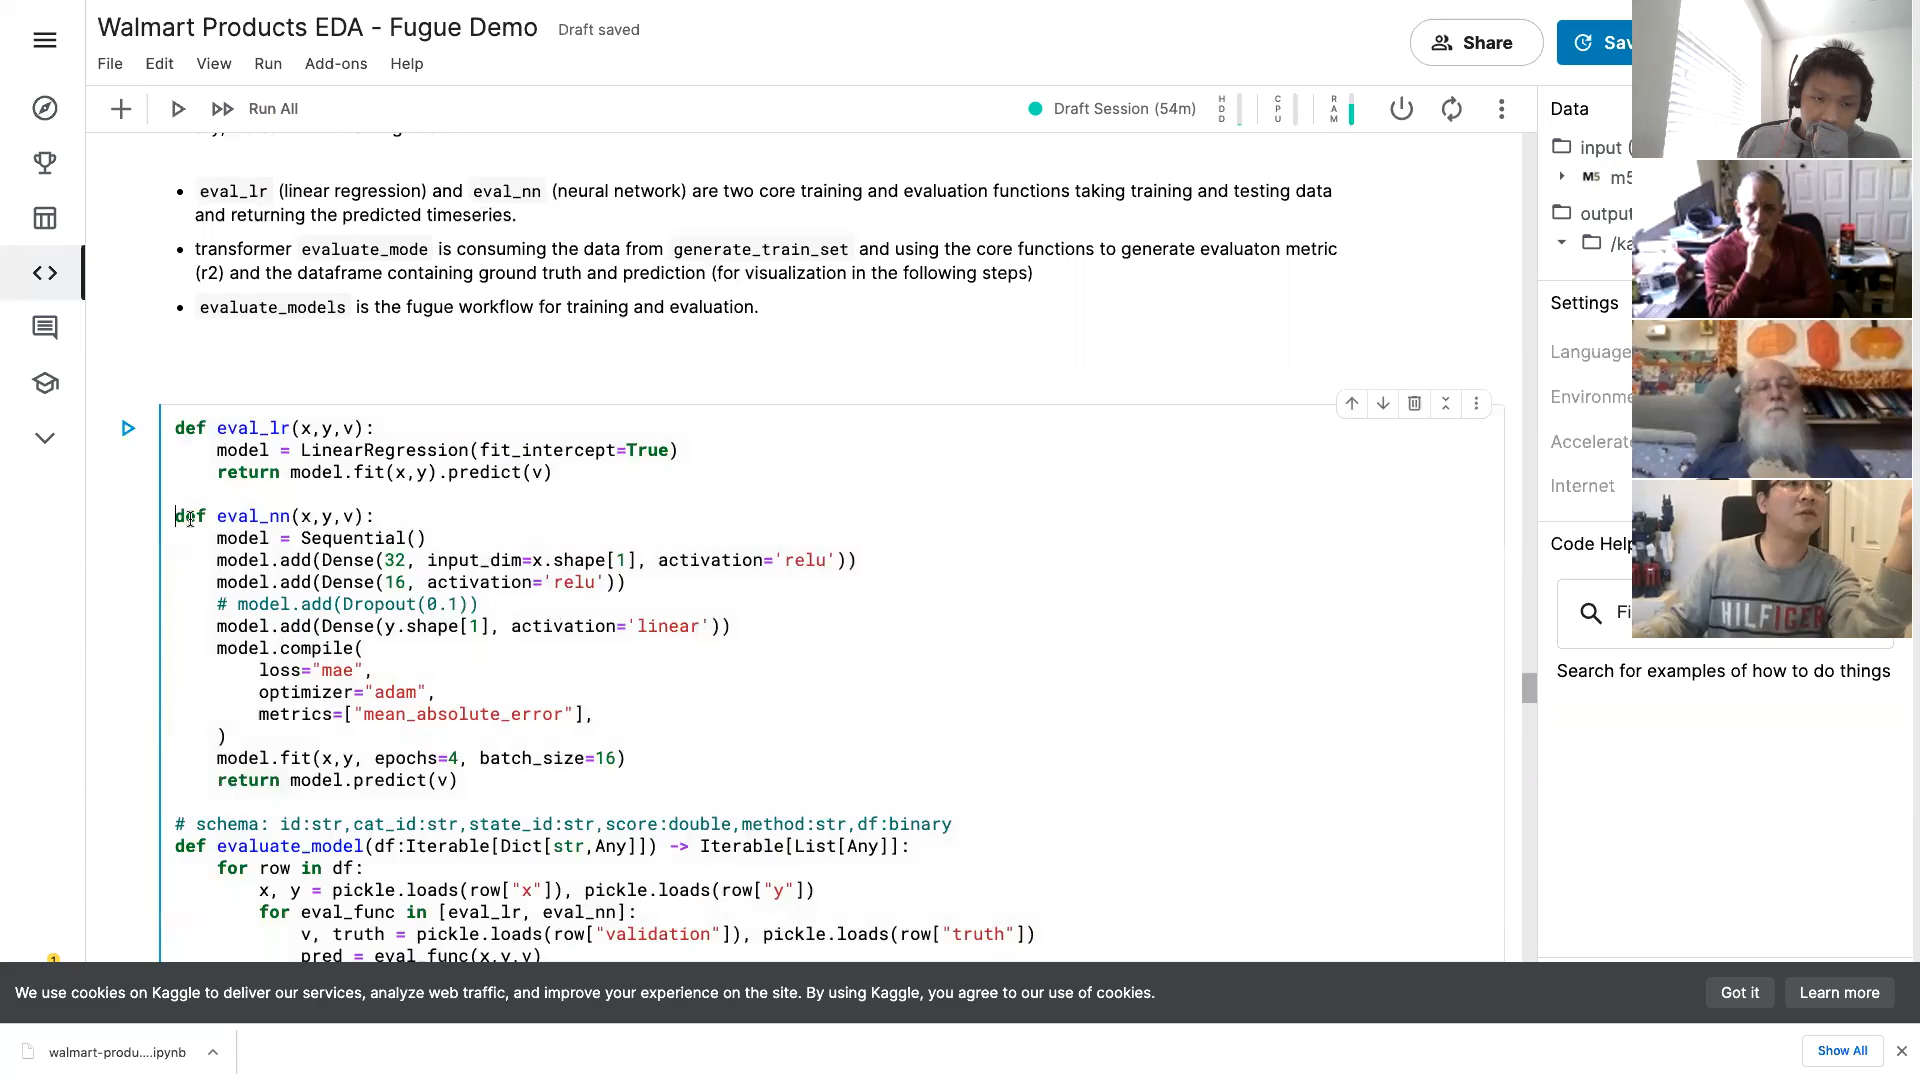 Walmart Products EDA - Fugue Demo Draft saved
Share
File Edit View Run Add-ons Help
Run All
Draft Session (54m)
HDD
CPU
RAM
eval_lr (linear regression) and eval_nn (neural network) are two core training and evaluation functions taking training and testing data
and returning the predicted timeseries.
transformer evaluate_mode is consuming the data from generate_train_set and using the core functions to generate evaluaton metric
(r2) and the dataframe containing ground truth and prediction (for visualization in the following steps)
evaluate_models is the fugue workflow for training and evaluation.
def eval_lr(x,y,v):
model = LinearRegression(fit_intercept=True)
return model.fit(x,y).predict(v)
def eval_nn(x,y,v):
model = Sequential()
model.add(Dense(32, input_dim=x.shape[1], activation='relu'))
model.add(Dense(16, activation='relu'))
# model.add(Dropout(0.1))
model.add(Dense(y.shape[1], activation='linear'))
model.compile(
loss="mae",
optimizer="adam",
metrics=["mean_absolute_error"],
)
model.fit(x,y, epochs=4, batch_size=16)
return model.predict(v)
# schema: id:str,cat_id:str,state_id:str,score:double,method:str,df:binary
def evaluate_model(df:Iterable[Dict[str,Any]]) -> Iterable[List[Any]]:
for row in df:
x, y = pickle.loads(row["x"]), pickle.loads(row["y"])
for eval_func in [eval_lr, eval_nn]:
v, truth = pickle.loads(row["validation"]), pickle.loads(row["truth"])
pred = eval_func(x,y,v)
Data
input (
M5 m5
output
/ka
Settings
Language
Environme
Accelerat
Internet
Code Help
Fi
Search for examples of how to do things
HILFIGER
1
We use cookies on Kaggle to deliver our services, analyze web traffic, and improve your experience on the site. By using Kaggle, you agree to our use of cookies.
Got it
Learn more
walmart-produ....ipynb
Show All